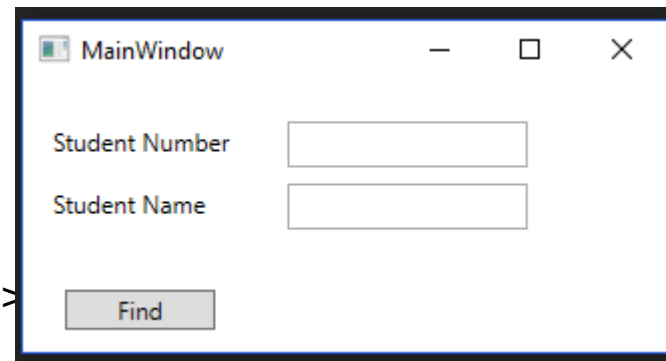 MainWindow
Student Number
Student Name
>
Find